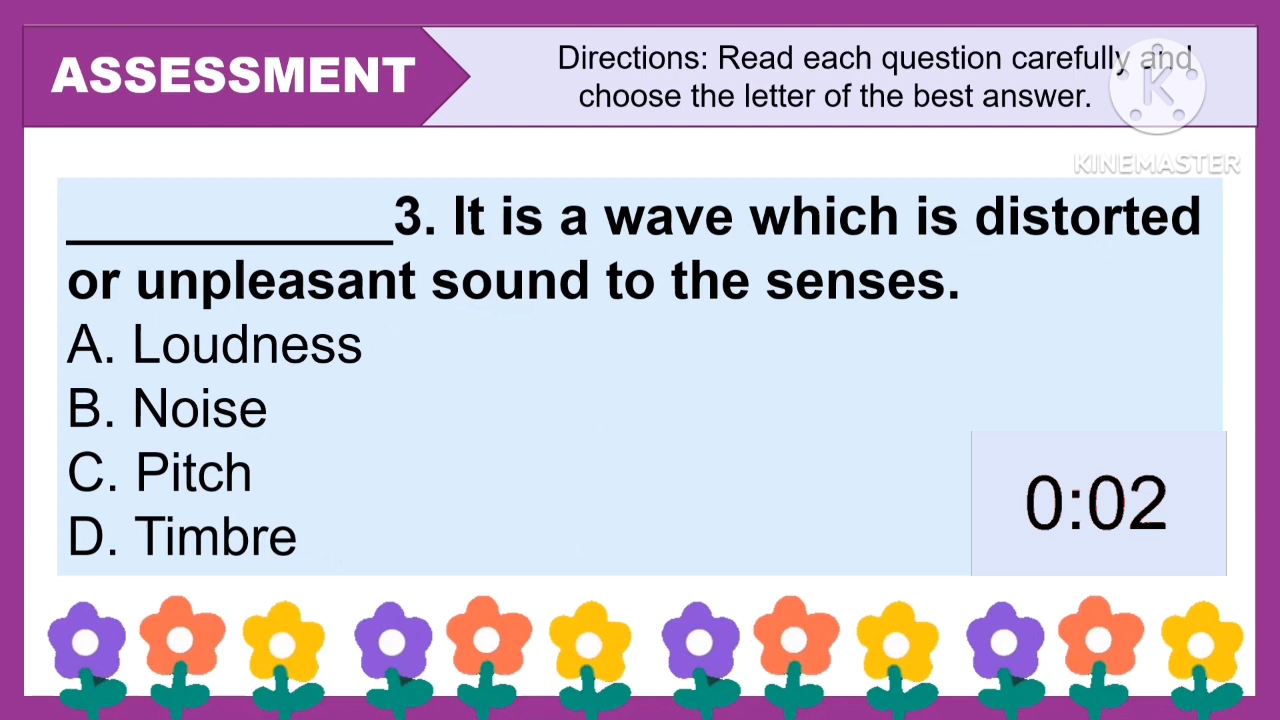 ASSESSMENT
Directions: Read each question carefully and
choose the letter of the best answer.
K
KINEMASTER
____________3. It is a wave which is distorted
or unpleasant sound to the senses.
A. Loudness
B. Noise
C. Pitch
D. Timbre
0:02